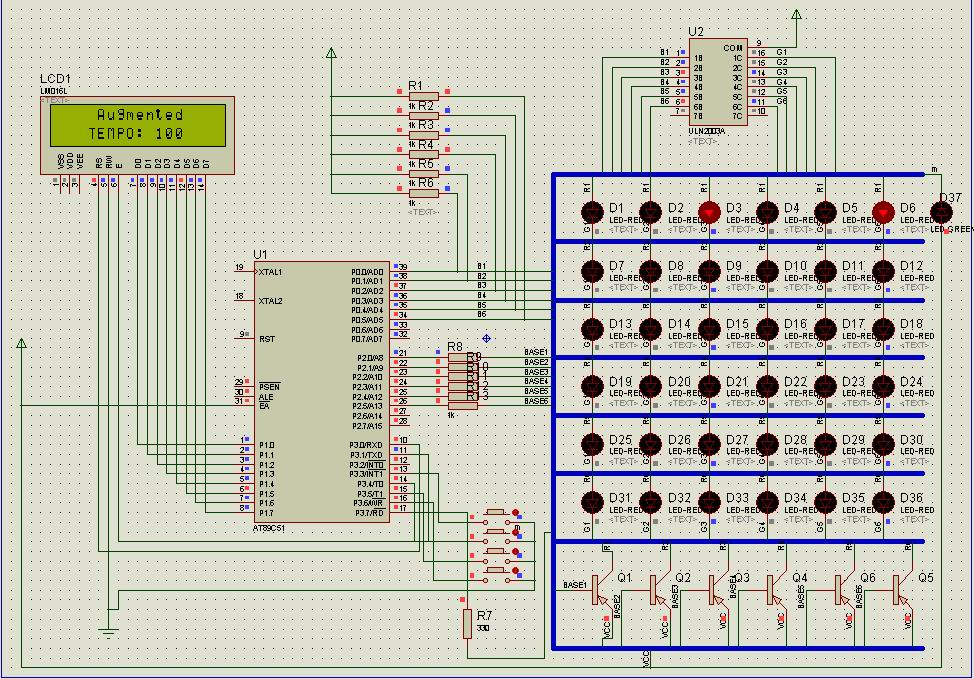 LCD1
LM016L
<TEXT>
Au9mented
TEMPO: 100
VSS VDD VEE RS RW E D0 D1 D2 D3 D4 D5 D6 D7
1 2 3 4 5 6 7 8 9 10 11 12 13 14
R1
1k
R2
R3
1k
R4
1k
R5
1k
R6
1k
<TEXT>
U2
COM 9
B1 1 1B 1C 16 G1
B2 2 2B 2C 15 G2
B3 3 3B 3C 14 G3
B4 4 4B 4C 13 G4
B5 5 5B 5C 12 G5
B6 6 6B 6C 11 G6
7 7B 7C 10
ULN2003A
<TEXT>
U1
19 XTAL1
18 XTAL2
9 RST
29 PSEN
30 ALE
31 EA
1 P1.0
2 P1.1
3 P1.2
4 P1.3
5 P1.4
6 P1.5
7 P1.6
8 P1.7
P0.0/AD0 39 B1
P0.1/AD1 38 B2
P0.2/AD2 37 B3
P0.3/AD3 36 B4
P0.4/AD4 35 B5
P0.5/AD5 34 B6
P0.6/AD6 33
P0.7/AD7 32
P2.0/A8 21
P2.1/A9 22
P2.2/A10 23
P2.3/A11 24
P2.4/A12 25
P2.5/A13 26
P2.6/A14 27
P2.7/A15 28
P3.0/RXD 10
P3.1/TXD 11
P3.2/INT0 12
P3.3/INT1 13
P3.4/T0 14
P3.5/T1 15
P3.6/WR 16
P3.7/RD 17
AT89C51
R8
R9
1k
BASE1
BASE2
BASE3
BASE4
BASE5
BASE6
R7
330
m
D1 D2 D3 D4 D5 D6 D37
LED-RED LED-RED LED-RED LED-RED LED-RED LED-RED LED-GREEN
<TEXT> <TEXT> <TEXT> <TEXT> <TEXT> <TEXT>
D7 D8 D9 D10 D11 D12
LED-RED LED-RED LED-RED LED-RED LED-RED LED-RED
<TEXT> <TEXT> <TEXT> <TEXT> <TEXT> <TEXT>
D13 D14 D15 D16 D17 D18
LED-RED LED-RED LED-RED LED-RED LED-RED LED-RED
<TEXT> <TEXT> <TEXT> <TEXT> <TEXT> <TEXT>
D19 D20 D21 D22 D23 D24
LED-RED LED-RED LED-RED LED-RED LED-RED LED-RED
<TEXT> <TEXT> <TEXT> <TEXT> <TEXT> <TEXT>
D25 D26 D27 D28 D29 D30
LED-RED LED-RED LED-RED LED-RED LED-RED LED-RED
<TEXT> <TEXT> <TEXT> <TEXT> <TEXT> <TEXT>
D31 D32 D33 D34 D35 D36
LED-RED LED-RED LED-RED LED-RED LED-RED LED-RED
<TEXT> <TEXT> <TEXT> <TEXT> <TEXT> <TEXT>
G1 G2 G3 G4 G5 G6
Q1 Q2 Q3 Q4 Q6 Q5
BASE1 BASE2 BASE3 BASE4 BASE5 BASE6
VCC VCC VCC VCC VCC VCC
VCC